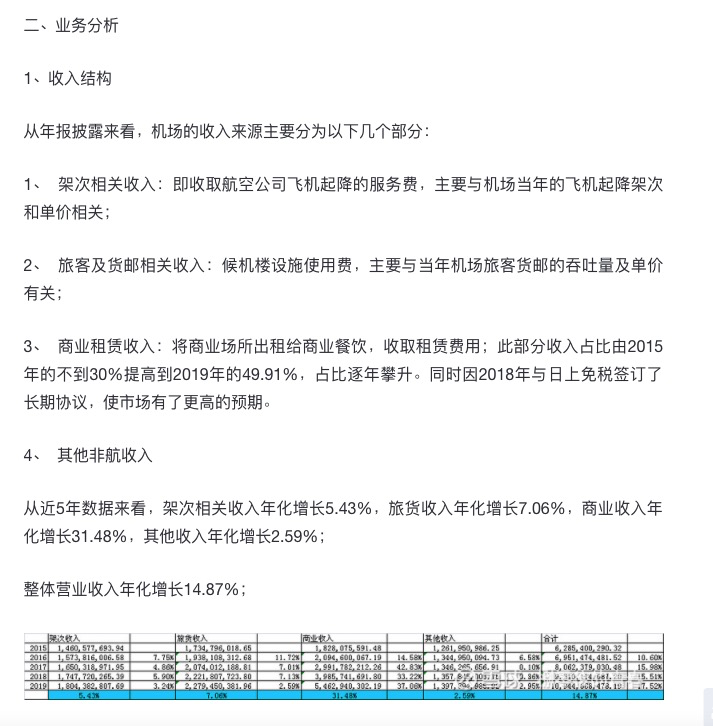 二、业务分析
1、收入结构
从年报披露来看，机场的收入来源主要分为以下几个部分：
1、 架次相关收入：即收取航空公司飞机起降的服务费，主要与机场当年的飞机起降架次
和单价相关；
2、 旅客及货邮相关收入：候机楼设施使用费，主要与当年机场旅客货邮的吞吐量及单价
有关；
3、 商业租赁收入：将商业场所出租给商业餐饮，收取租赁费用；此部分收入占比由2015
年的不到30%提高到2019年的49.91%，占比逐年攀升。同时因2018年与日上免税签订了
长期协议，使市场有了更高的预期。
4、 其他非航收入
从近5年数据来看，架次相关收入年化增长5.43%，旅货收入年化增长7.06%，商业收入年
化增长31.48%，其他收入年化增长2.59%；
整体营业收入年化增长14.87%；
架次收入 旅货收入 商业收入 其他收入 合计
2015 1,460,577,693.94 1,734,796,018.65 1,828,075,591.48 1,261,950,986.25 6,285,400,290.32
2016 1,573,816,006.58 7.75% 1,938,108,312.68 11.72% 2,094,600,067.19 14.58% 1,344,950,094.73 6.58% 6,951,474,481.52 10.60%
2017 1,650,318,971.95 4.86% 2,074,012,188.81 7.01% 2,991,782,212.26 42.83% 1,346,265,656.91 0.10% 8,062,379,030.48 15.98%
2018 1,747,720,265.39 5.90% 2,221,807,723.80 7.13% 3,985,741,691.80 33.22%
2019 1,804,382,807.69 3.24% 2,279,450,381.96 2.59% 5,462,940,302.19 37.06%
5.43% 7.06% 31.48% 2.59% 14.87%